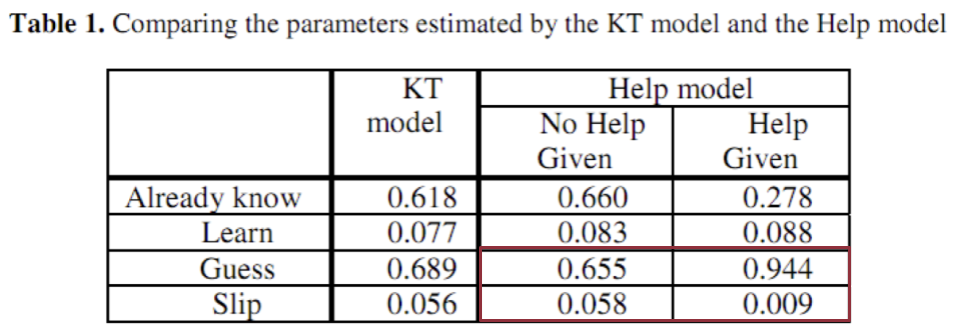 Table 1. Comparing the parameters estimated by the KT model and the Help model
KT model Help model
No Help Given Help Given
Already know 0.618 0.660 0.278
Learn 0.077 0.083 0.088
Guess 0.689 0.655 0.944
Slip 0.056 0.058 0.009